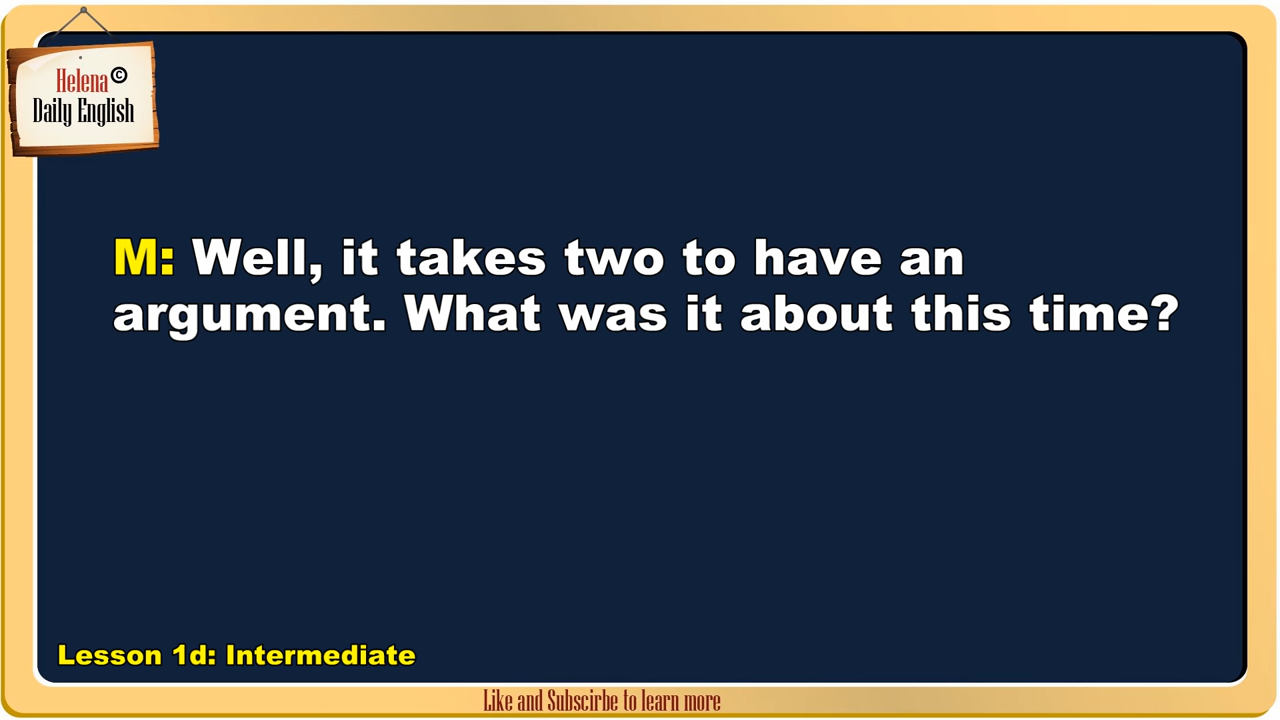 Helena ©
Daily English
M: Well, it takes two to have an
argument. What was it about this time?
Lesson 1d: Intermediate
Like and Subscirbe to learn more